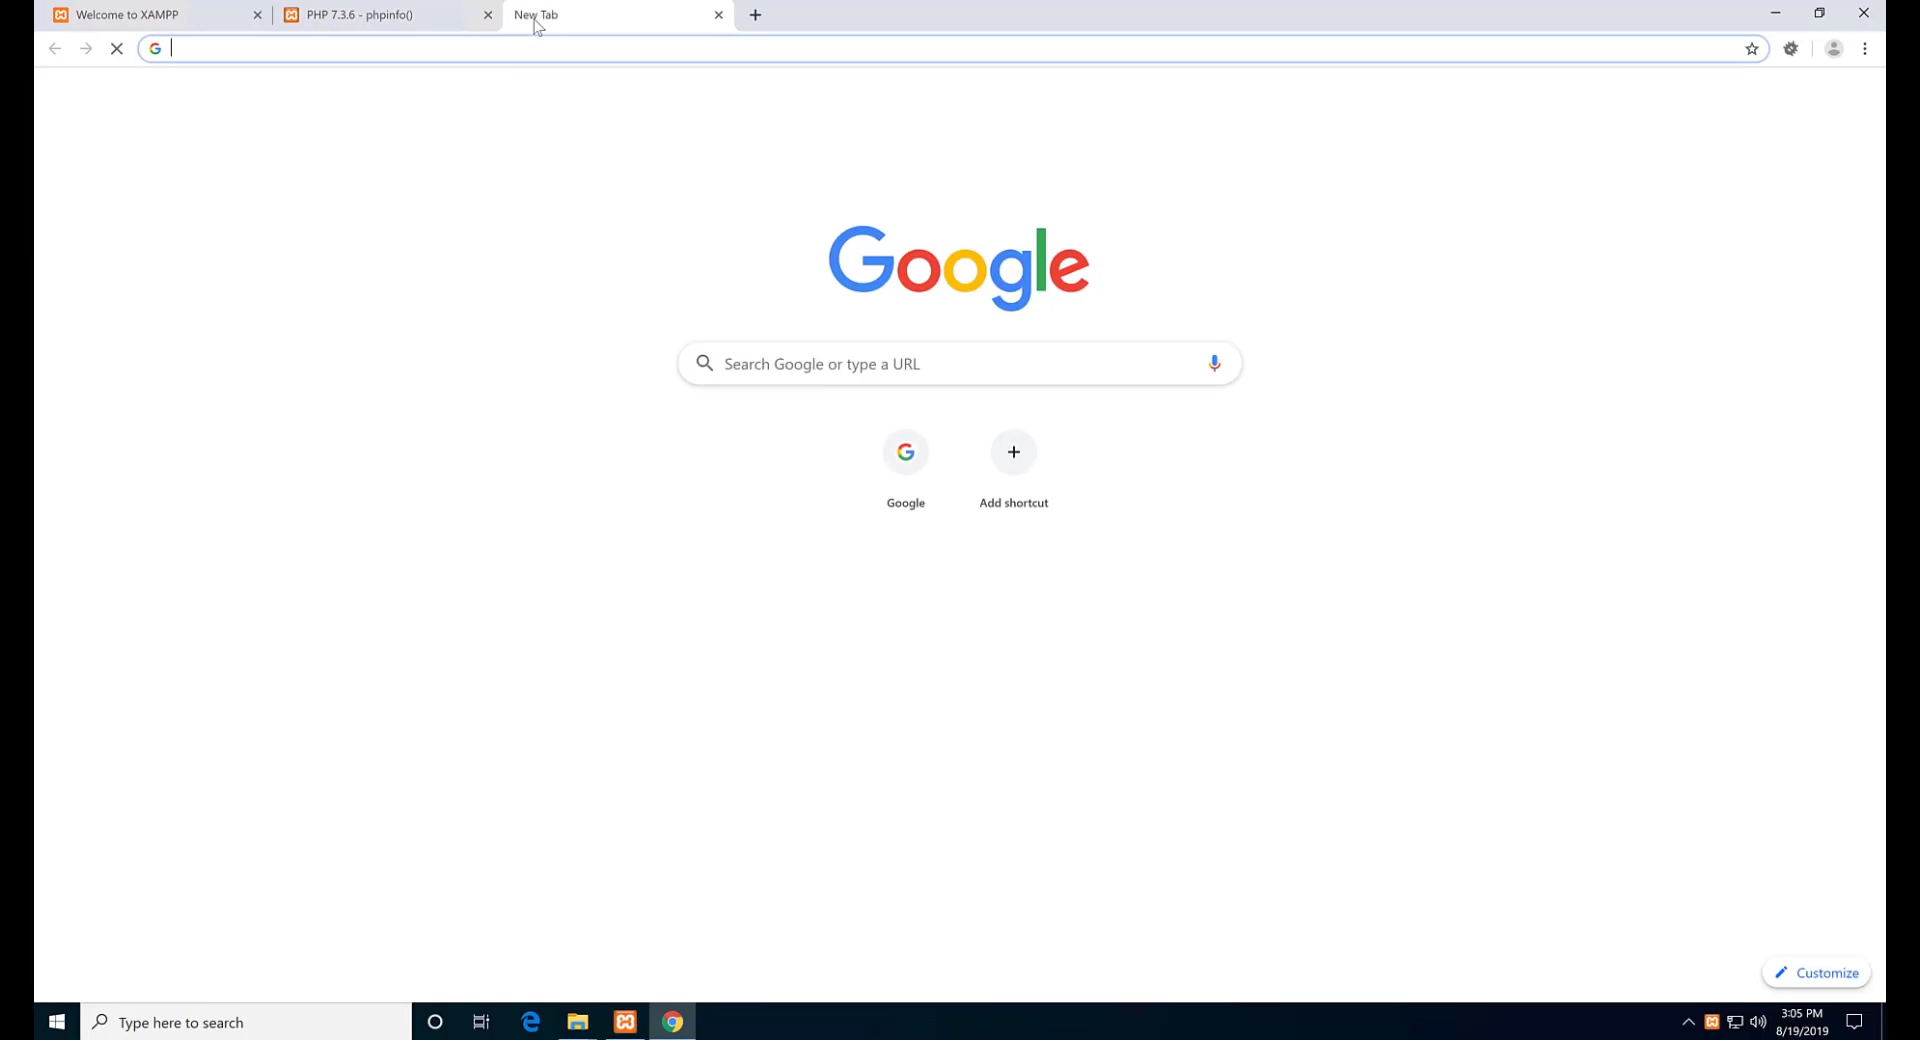 Welcome to XAMPP
PHP 7.3.6 - phpinfo()
New Tab
Google
Search Google or type a URL
Google
Add shortcut
Customize
Type here to search
3:05 PM
8/19/2019